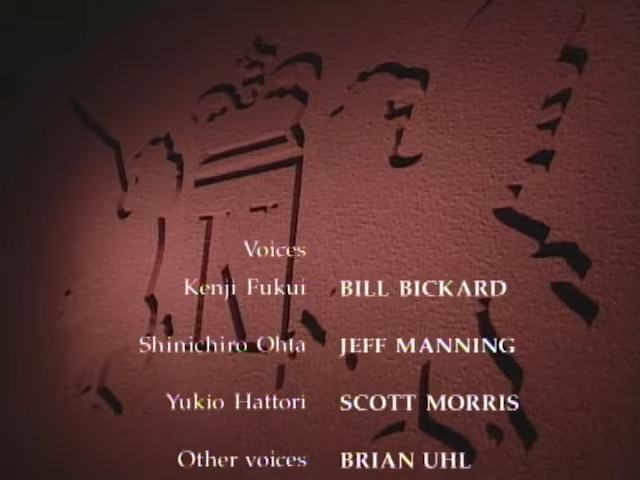 Voices
Kenji Fukui BILL BICKARD
Shinichiro Ohta JEFF MANNING
Yukio Hattori SCOTT MORRIS
Other voices BRIAN UHL